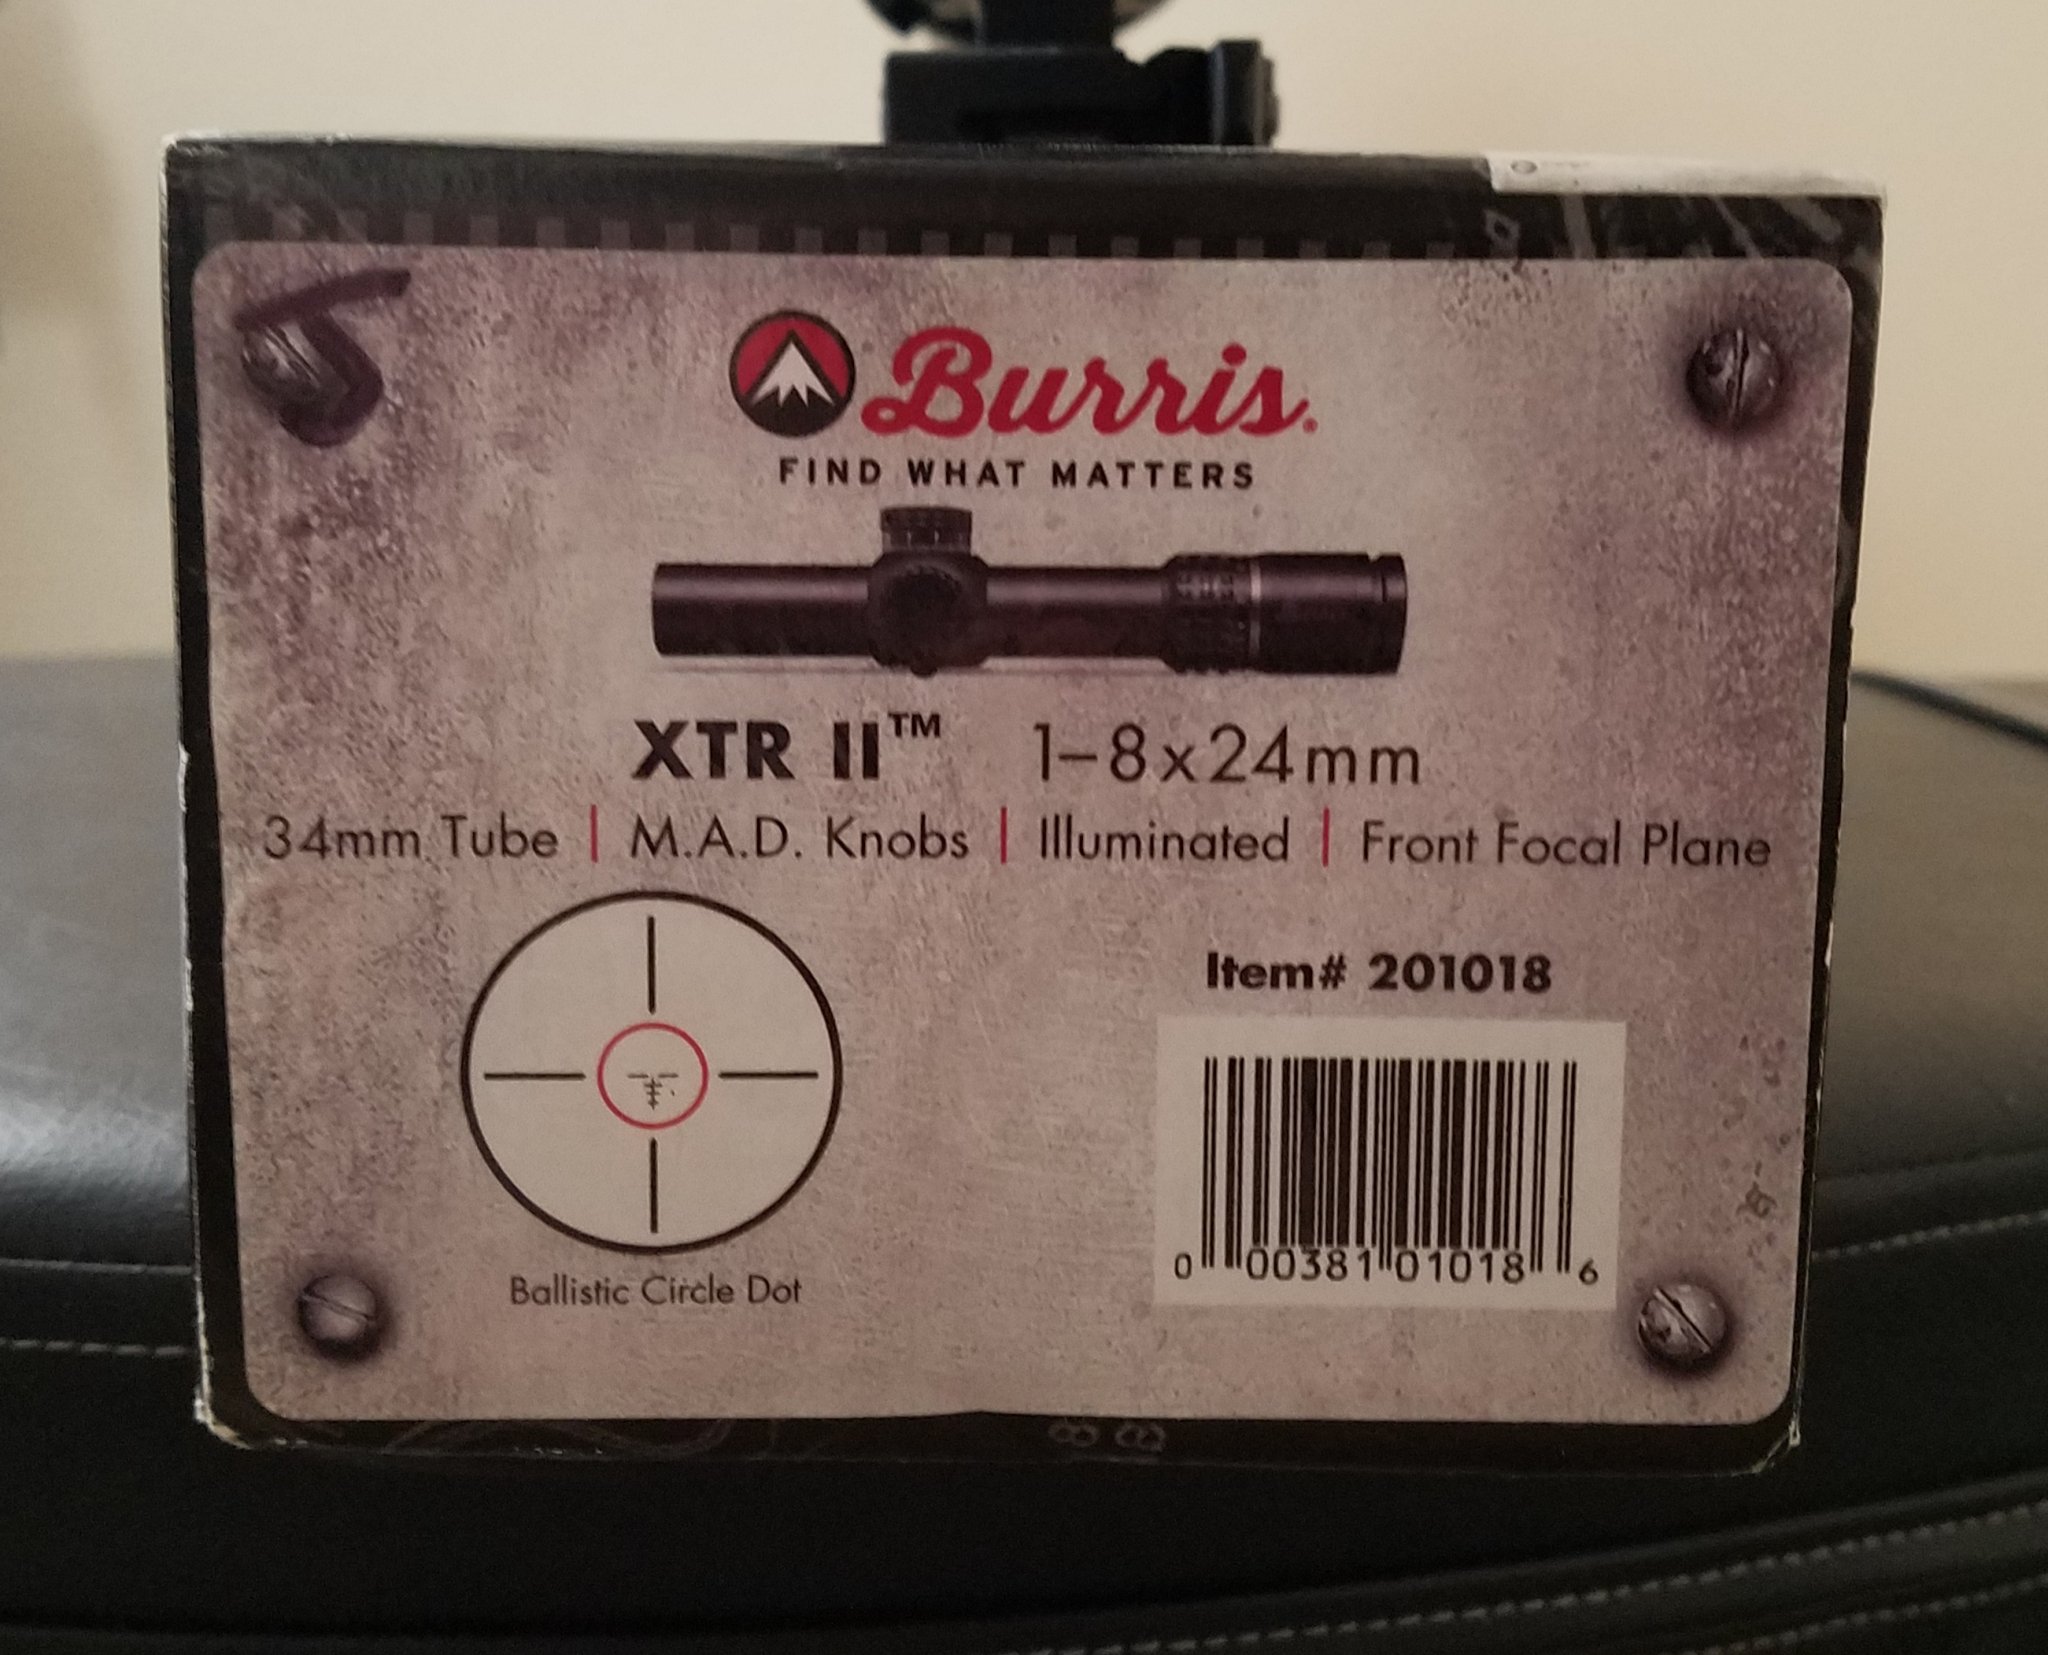 Burris.
FIND WHAT MATTERS
XTR II™ 1–8x24mm
34mm Tube | M.A.D. Knobs | Illuminated | Front Focal Plane
Item# 201018
Ballistic Circle Dot
0 00381 01018 6